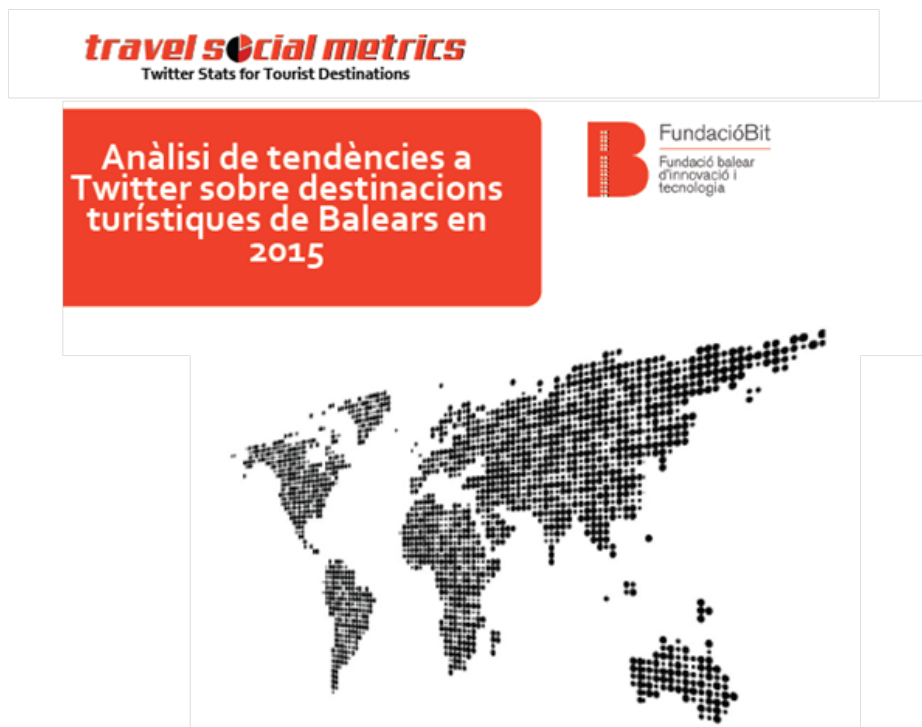 travel social metrics
Twitter Stats for Tourist Destinations
Anàlisi de tendències a
Twitter sobre destinacions
turístiques de Balears en
2015
FundacióBit
Fundació balear
d'innovació i
tecnologia